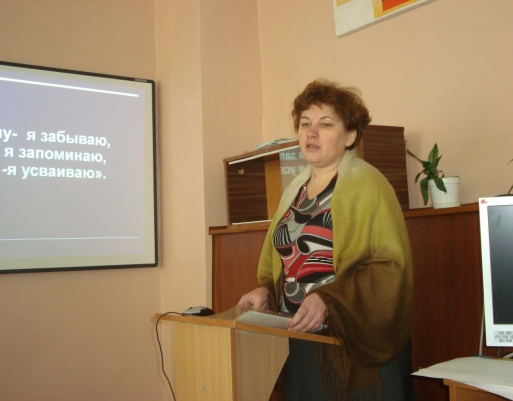 у- я забываю,
я запоминаю,
-я усваиваю».